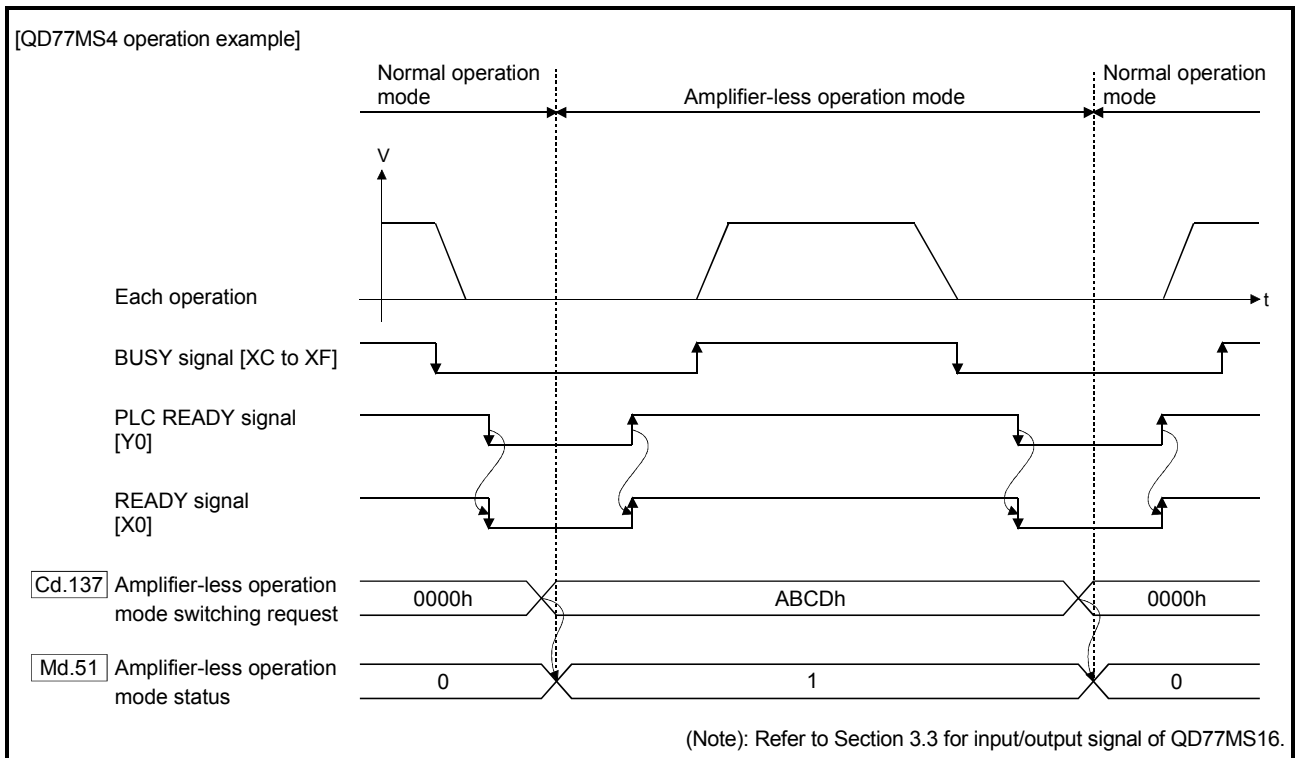 [QD77MS4 operation example]
Normal operation
mode
Amplifier-less operation mode
Normal operation
mode
V
Each operation
t
BUSY signal [XC to XF]
PLC READY signal
[Y0]
READY signal
[X0]
Cd.137 Amplifier-less operation
mode switching request
0000h
ABCDh
0000h
Md.51 Amplifier-less operation
mode status
0
1
0
(Note): Refer to Section 3.3 for input/output signal of QD77MS16.